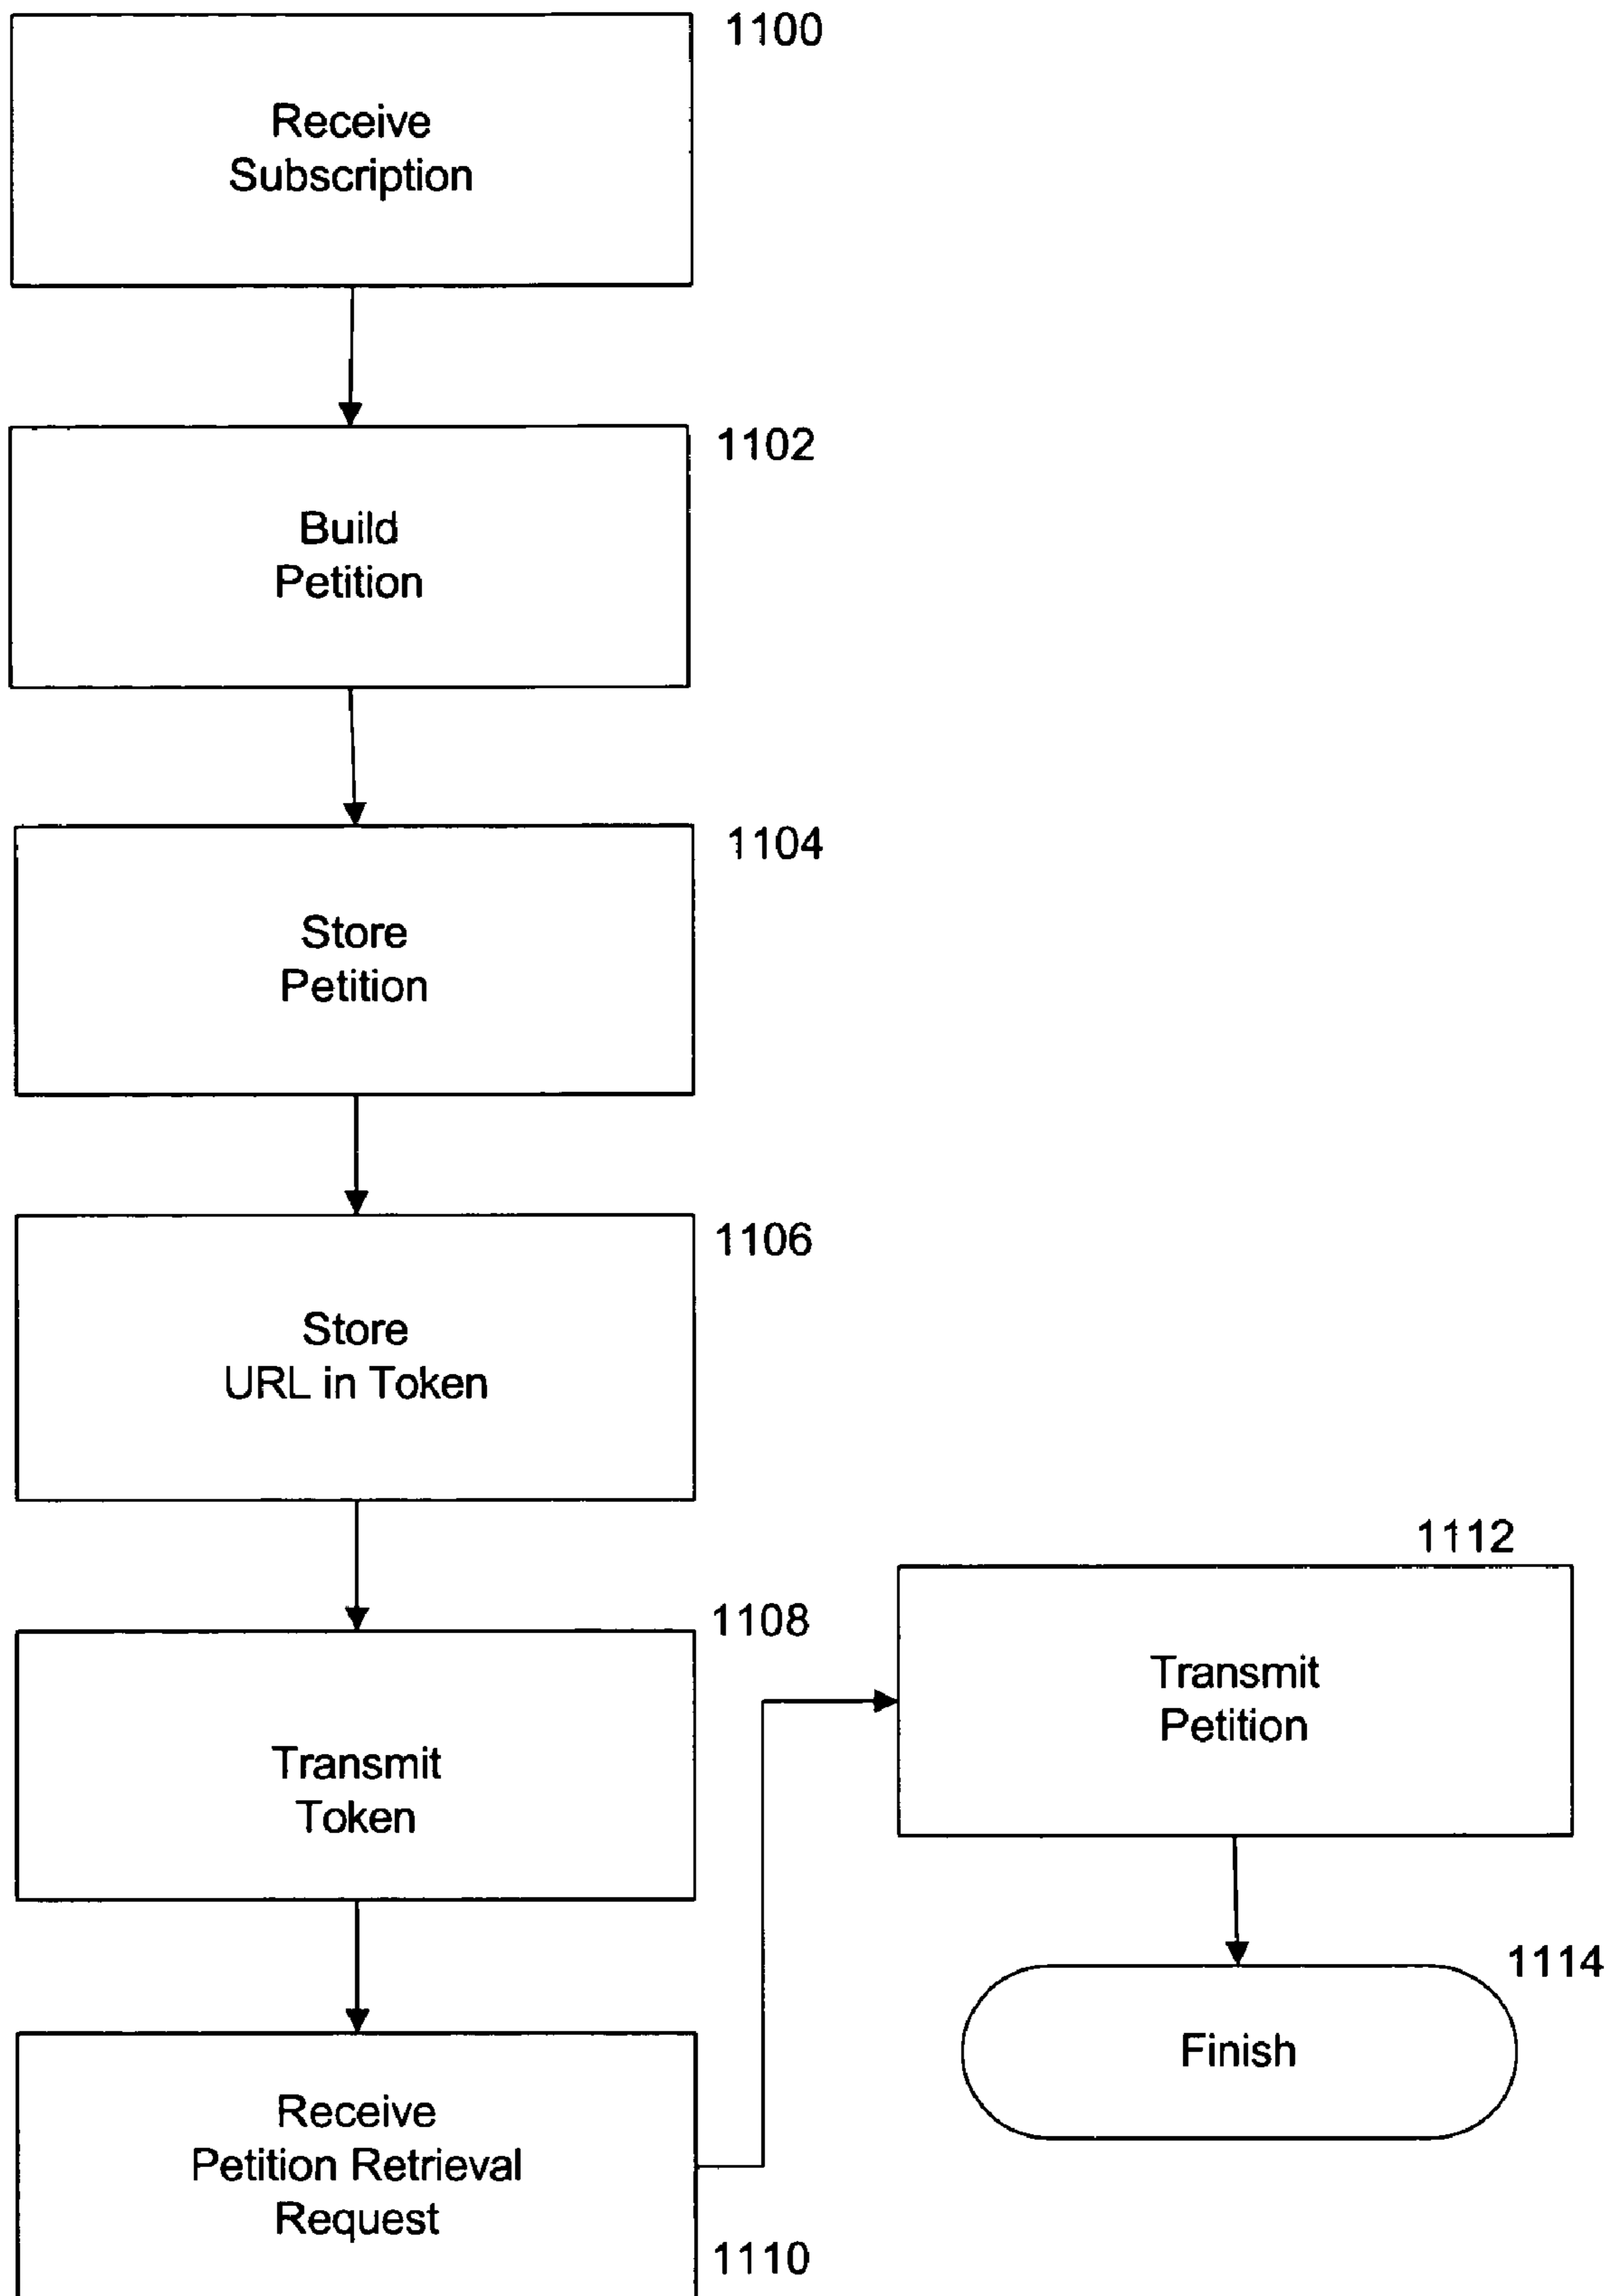 1100
Receive
Subscription
1102
Build
Petition
1104
Store
Petition
1106
Store
URL in Token
1108
Transmit
Token
Receive
Petition Retrieval
Request
1110
1112
Transmit
Petition
1114
Finish